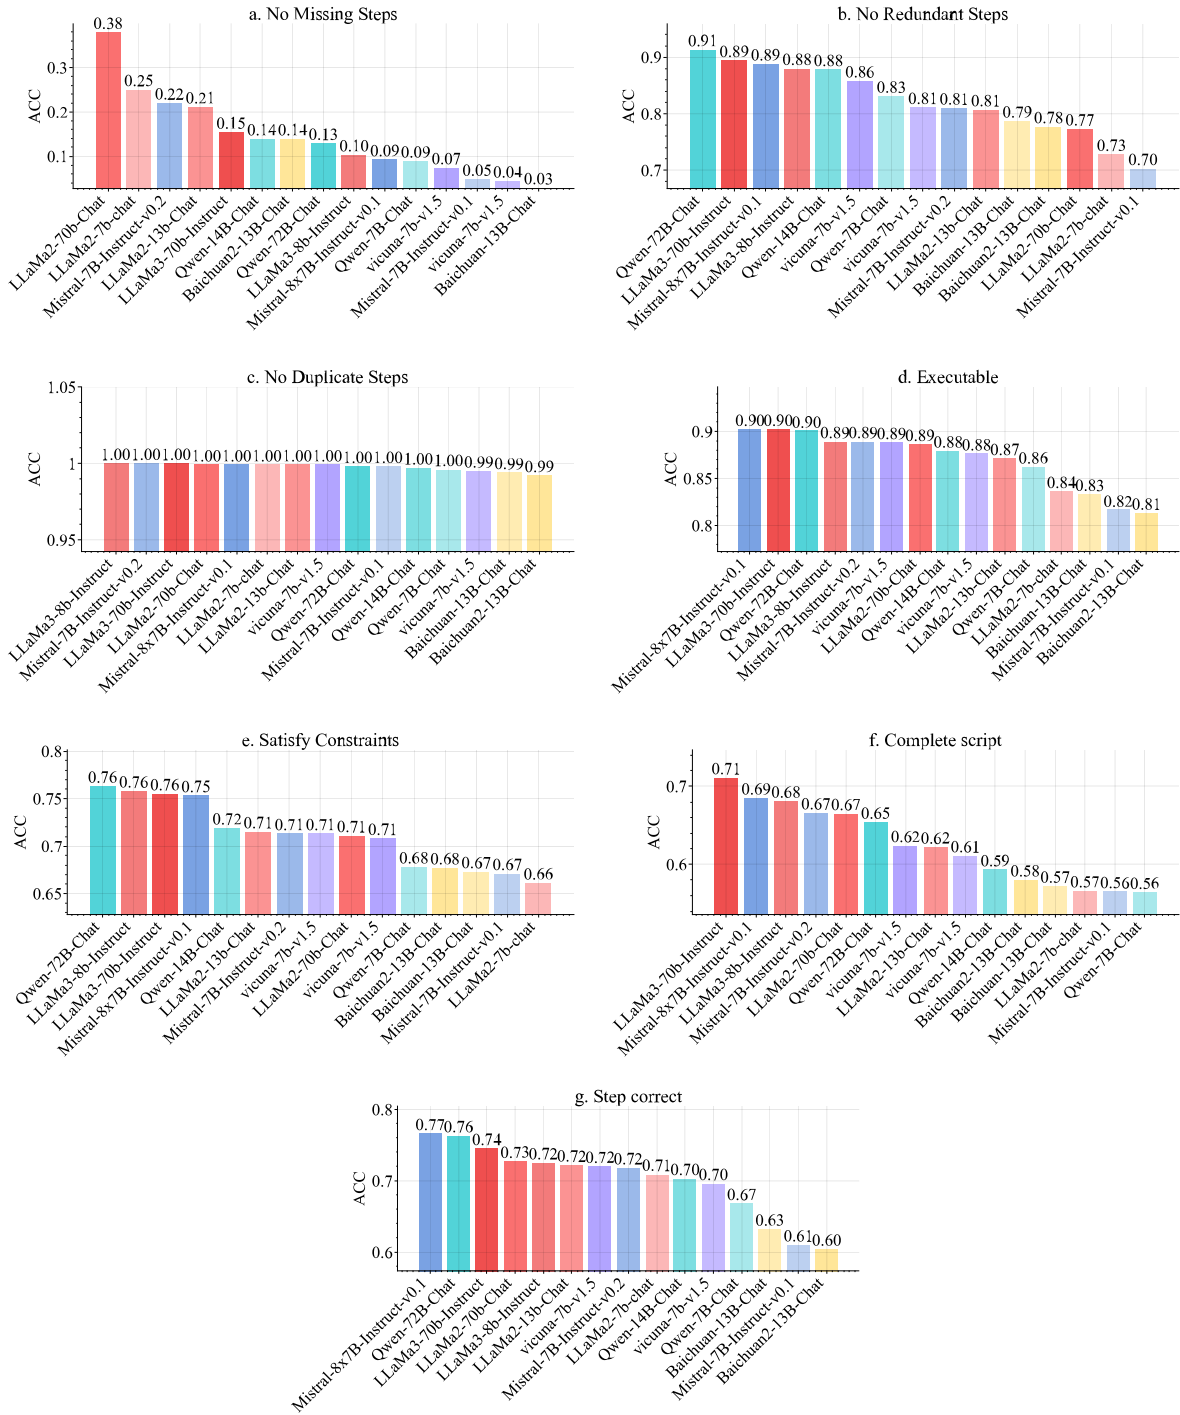 a. No Missing Steps
ACC
0.3
0.2
0.1
0.38
0.25
0.22
0.21
0.15
0.14
0.14
0.13
0.10
0.09
0.09
0.07
0.05
0.04
0.03
LLaMa2-70b-Chat
LLaMa2-7b-chat
Mistral-7B-Instruct-v0.2
LLaMa2-13b-Chat
LLaMa3-70b-Instruct
Qwen-14B-Chat
Baichuan2-13B-Chat
Qwen-72B-Chat
LLaMa3-8b-Instruct
Mistral-8x7B-Instruct-v0.1
Qwen-7B-Chat
vicuna-7b-v1.5
Mistral-7B-Instruct-v0.1
vicuna-7b-v1.5
Baichuan-13B-Chat
b. No Redundant Steps
ACC
0.9
0.8
0.7
0.91
0.89
0.89
0.88
0.88
0.86
0.83
0.81
0.81
0.81
0.79
0.78
0.77
0.73
0.70
Qwen-72B-Chat
LLaMa3-70b-Instruct
Mistral-8x7B-Instruct-v0.1
LLaMa3-8b-Instruct
Qwen-14B-Chat
vicuna-7b-v1.5
Qwen-7B-Chat
vicuna-7b-v1.5
Mistral-7B-Instruct-v0.2
LLaMa2-13b-Chat
Baichuan-13B-Chat
Baichuan2-13B-Chat
LLaMa2-70b-Chat
LLaMa2-7b-chat
Mistral-7B-Instruct-v0.1
c. No Duplicate Steps
ACC
1.05
1
0.95
1.00
1.00
1.00
1.00
1.00
1.00
1.00
1.00
1.00
1.00
1.00
1.00
0.99
0.99
0.99
LLaMa3-8b-Instruct
Mistral-7B-Instruct-v0.2
LLaMa3-70b-Instruct
LLaMa2-70b-Chat
Mistral-8x7B-Instruct-v0.1
LLaMa2-7b-chat
LLaMa2-13b-Chat
vicuna-7b-v1.5
Qwen-72B-Chat
Mistral-7B-Instruct-v0.1
Qwen-14B-Chat
Qwen-7B-Chat
vicuna-7b-v1.5
Baichuan-13B-Chat
Baichuan2-13B-Chat
d. Executable
ACC
0.9
0.85
0.8
0.90
0.90
0.90
0.89
0.89
0.89
0.89
0.88
0.88
0.87
0.86
0.84
0.83
0.82
0.81
Mistral-8x7B-Instruct-v0.1
LLaMa3-70b-Instruct
Qwen-72B-Chat
LLaMa3-8b-Instruct
Mistral-7B-Instruct-v0.2
vicuna-7b-v1.5
LLaMa2-70b-Chat
Qwen-14B-Chat
vicuna-7b-v1.5
LLaMa2-13b-Chat
Qwen-7B-Chat
LLaMa2-7b-chat
Baichuan-13B-Chat
Mistral-7B-Instruct-v0.1
Baichuan2-13B-Chat
e. Satisfy Constraints
ACC
0.8
0.75
0.7
0.65
0.76
0.76
0.76
0.75
0.72
0.71
0.71
0.71
0.71
0.71
0.68
0.68
0.67
0.67
0.66
Qwen-72B-Chat
LLaMa3-8b-Instruct
LLaMa3-70b-Instruct
Mistral-8x7B-Instruct-v0.1
Qwen-14B-Chat
LLaMa2-13b-Chat
Mistral-7B-Instruct-v0.2
vicuna-7b-v1.5
LLaMa2-70b-Chat
vicuna-7b-v1.5
Qwen-7B-Chat
Baichuan2-13B-Chat
Baichuan-13B-Chat
Mistral-7B-Instruct-v0.1
LLaMa2-7b-chat
f. Complete script
ACC
0.7
0.6
0.71
0.69
0.68
0.67
0.67
0.65
0.62
0.62
0.61
0.59
0.58
0.57
0.57
0.56
0.56
LLaMa3-70b-Instruct
Mistral-8x7B-Instruct-v0.1
LLaMa3-8b-Instruct
Mistral-7B-Instruct-v0.2
LLaMa2-70b-Chat
Qwen-72B-Chat
vicuna-7b-v1.5
LLaMa2-13b-Chat
vicuna-7b-v1.5
Qwen-14B-Chat
Baichuan2-13B-Chat
Baichuan-13B-Chat
LLaMa2-7b-chat
Mistral-7B-Instruct-v0.1
Qwen-7B-Chat
g. Step correct
ACC
0.8
0.7
0.6
0.77
0.76
0.74
0.73
0.72
0.72
0.72
0.72
0.71
0.70
0.70
0.67
0.63
0.61
0.60
Mistral-8x7B-Instruct-v0.1
Qwen-72B-Chat
LLaMa3-70b-Instruct
LLaMa2-70b-Chat
LLaMa3-8b-Instruct
LLaMa2-13b-Chat
vicuna-7b-v1.5
Mistral-7B-Instruct-v0.2
LLaMa2-7b-chat
Qwen-14B-Chat
vicuna-7b-v1.5
Qwen-7B-Chat
Baichuan-13B-Chat
Mistral-7B-Instruct-v0.1
Baichuan2-13B-Chat